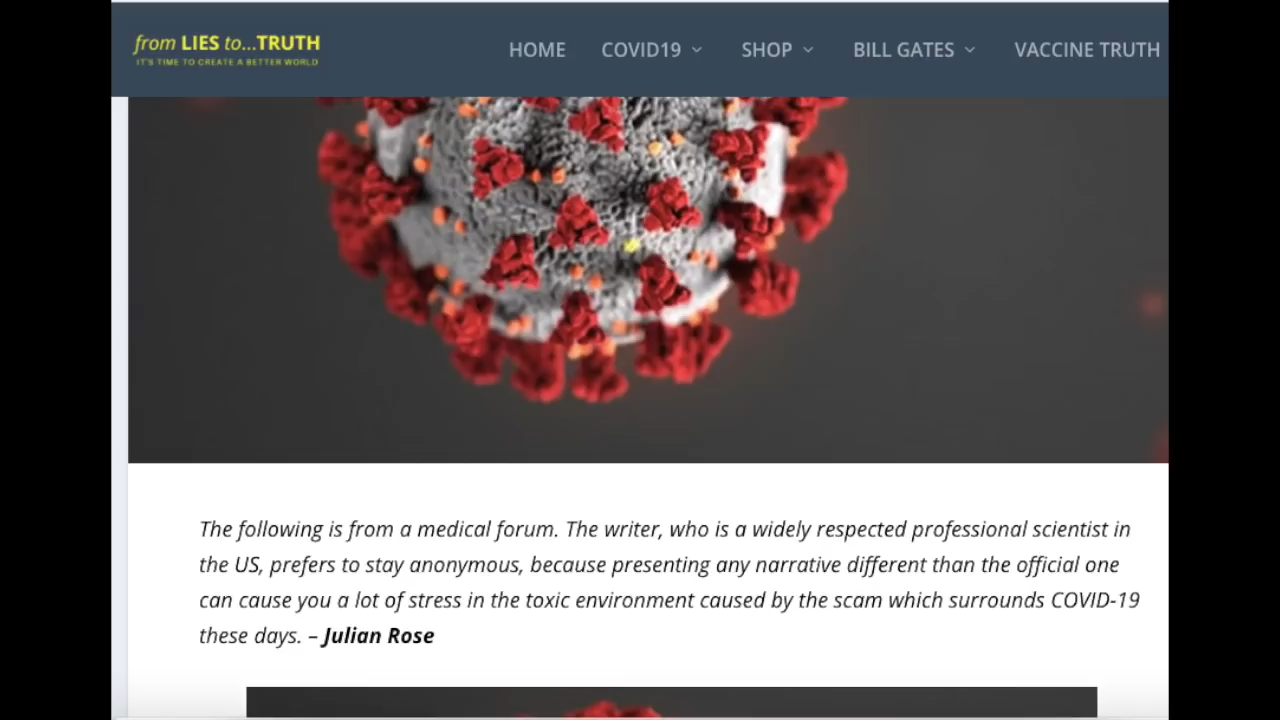 from LIES to...TRUTH
IT'S TIME TO CREATE A BETTER WORLD
HOME COVID19 SHOP BILL GATES VACCINE TRUTH
The following is from a medical forum. The writer, who is a widely respected professional scientist in
the US, prefers to stay anonymous, because presenting any narrative different than the official one
can cause you a lot of stress in the toxic environment caused by the scam which surrounds COVID-19
these days. – Julian Rose